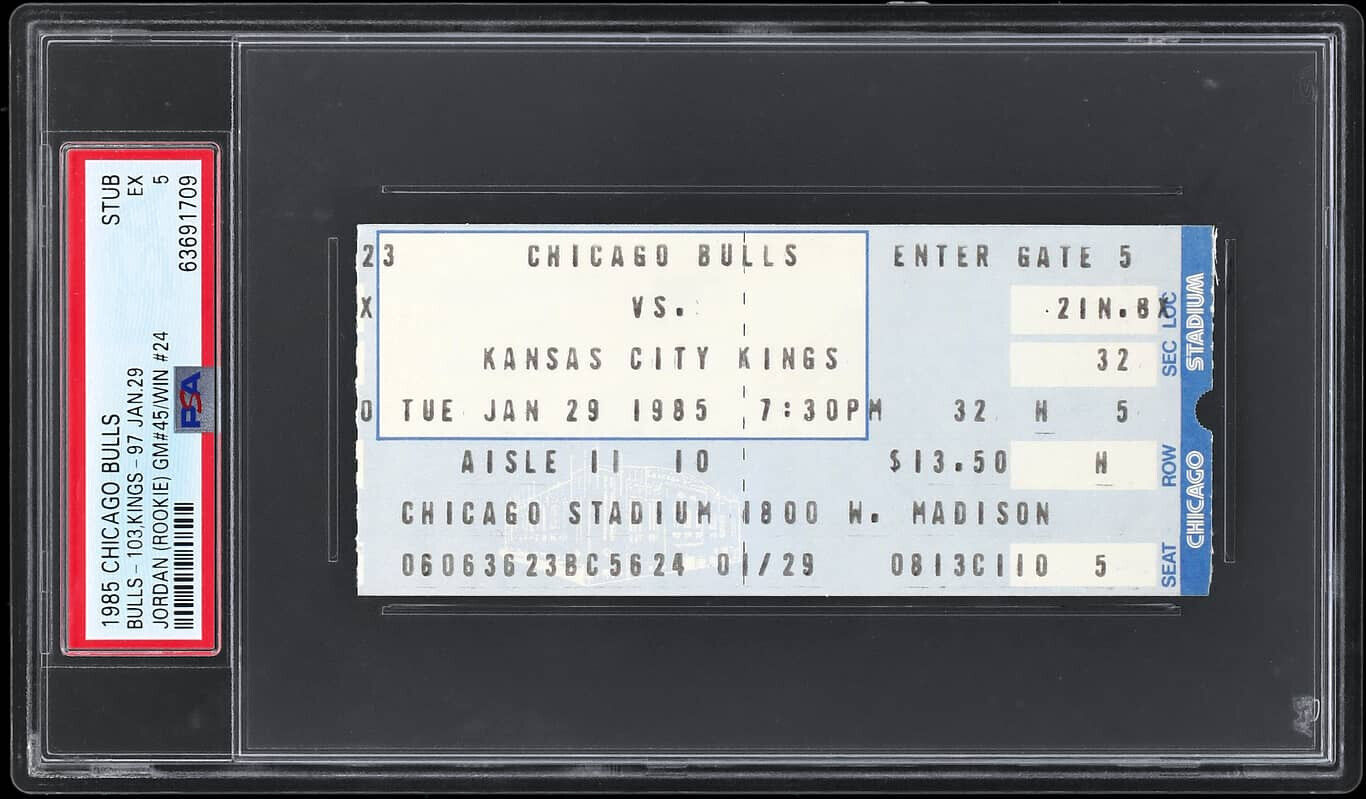 1985 CHICAGO BULLS STUB
BULLS - 103,KINGS - 97 JAN.29 EX
JORDAN (ROOKIE) GM#45/WIN #24 5
63691709
PSA
23 CHICAGO BULLS ENTER GATE 5
X VS. 21N.8X
KANSAS CITY KINGS 32
0 TUE JAN 29 1985 7:30PM 32 H 5
AISLE 11 10 $13.50 H
CHICAGO STADIUM 1800 W. MADISON
06063623BC5624 01/29 0813C110 5
SEC LOC
ROW
SEAT
CHICAGO STADIUM